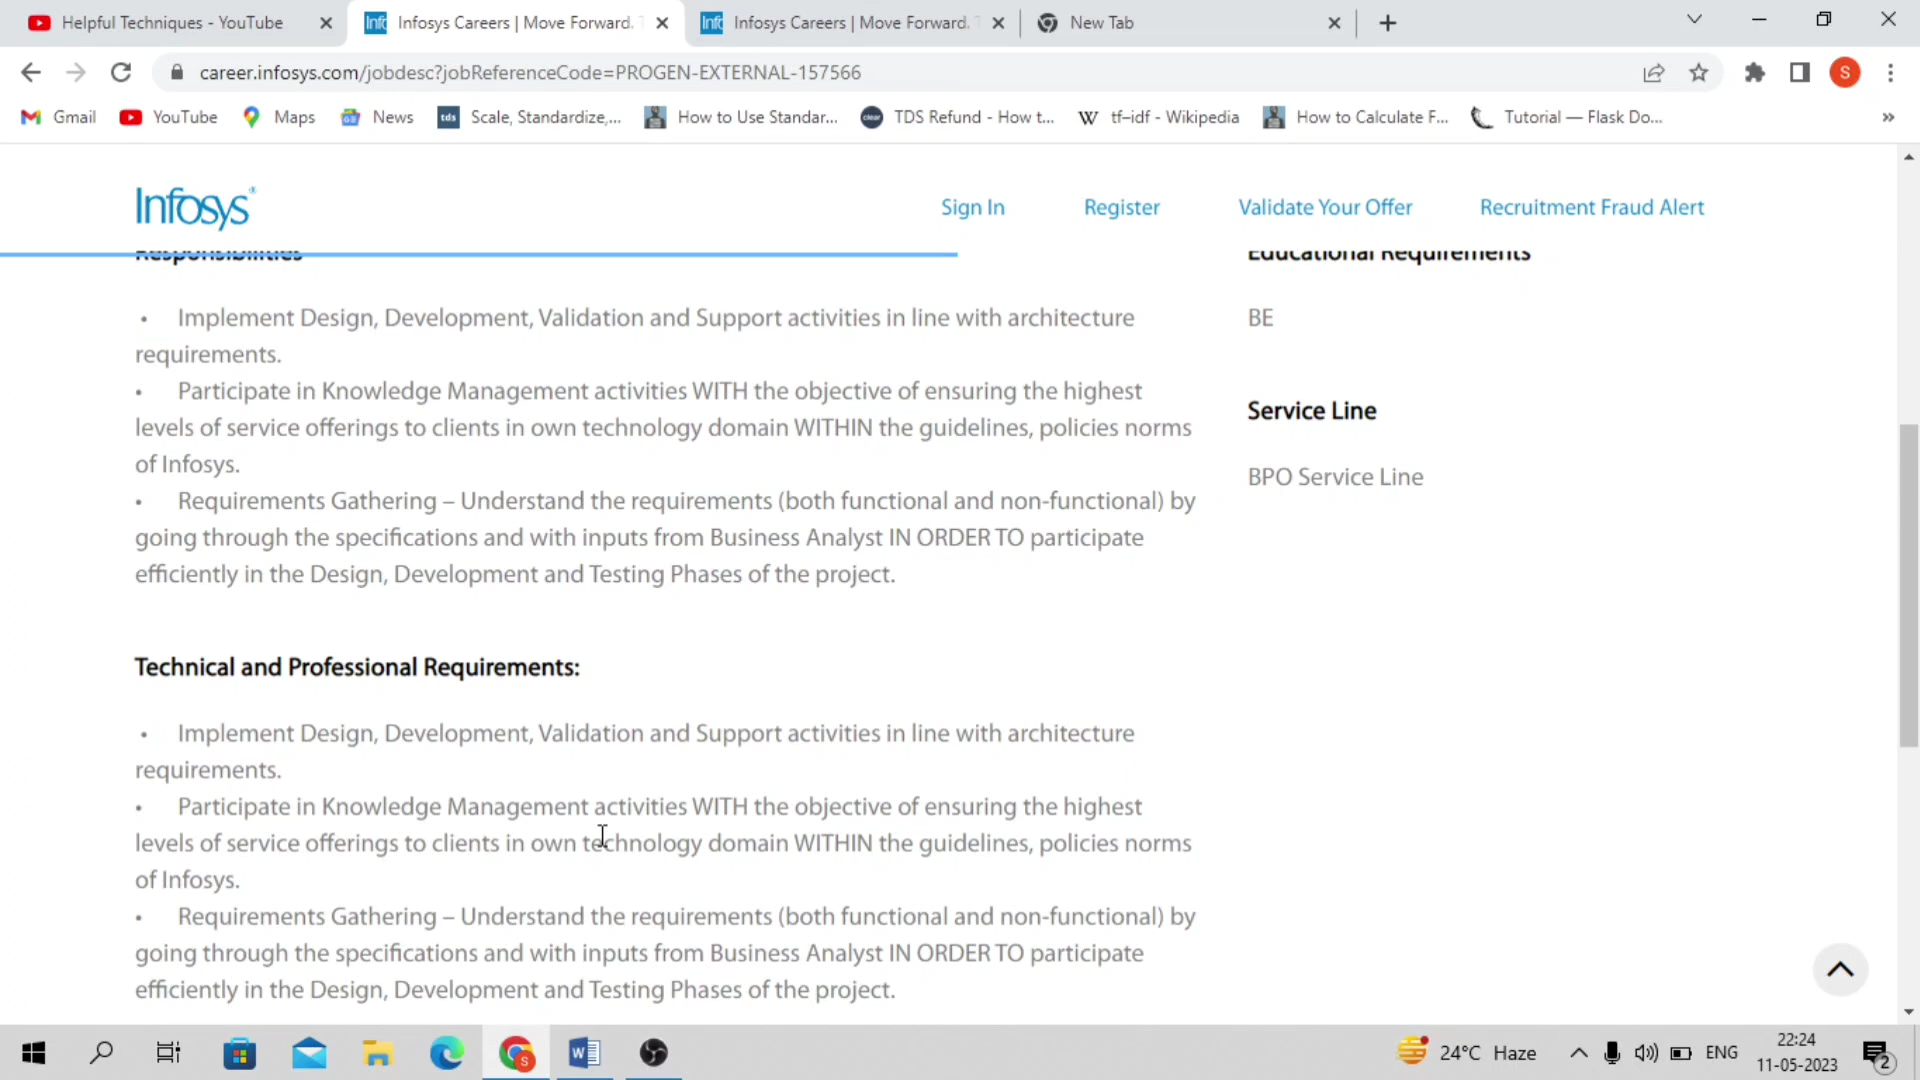 Helpful Techniques - YouTube
Infosys Careers | Move Forward.
Infosys Careers | Move Forward.
New Tab
career.infosys.com/jobdesc?jobReferenceCode=PROGEN-EXTERNAL-157566
S
Gmail
YouTube
Maps
News
tds Scale, Standardize,...
How to Use Standar...
TDS Refund - How t...
tf–idf - Wikipedia
How to Calculate F...
Tutorial — Flask Do...
»
Infosys
Sign In
Register
Validate Your Offer
Recruitment Fraud Alert
Responsibilities
Educational Requirements
• Implement Design, Development, Validation and Support activities in line with architecture
requirements.
• Participate in Knowledge Management activities WITH the objective of ensuring the highest
levels of service offerings to clients in own technology domain WITHIN the guidelines, policies norms
of Infosys.
• Requirements Gathering – Understand the requirements (both functional and non-functional) by
going through the specifications and with inputs from Business Analyst IN ORDER TO participate
efficiently in the Design, Development and Testing Phases of the project.
BE
Service Line
BPO Service Line
Technical and Professional Requirements:
• Implement Design, Development, Validation and Support activities in line with architecture
requirements.
• Participate in Knowledge Management activities WITH the objective of ensuring the highest
levels of service offerings to clients in own technology domain WITHIN the guidelines, policies norms
of Infosys.
• Requirements Gathering – Understand the requirements (both functional and non-functional) by
going through the specifications and with inputs from Business Analyst IN ORDER TO participate
efficiently in the Design, Development and Testing Phases of the project.
24°C Haze
ENG
22:24
11-05-2023
2